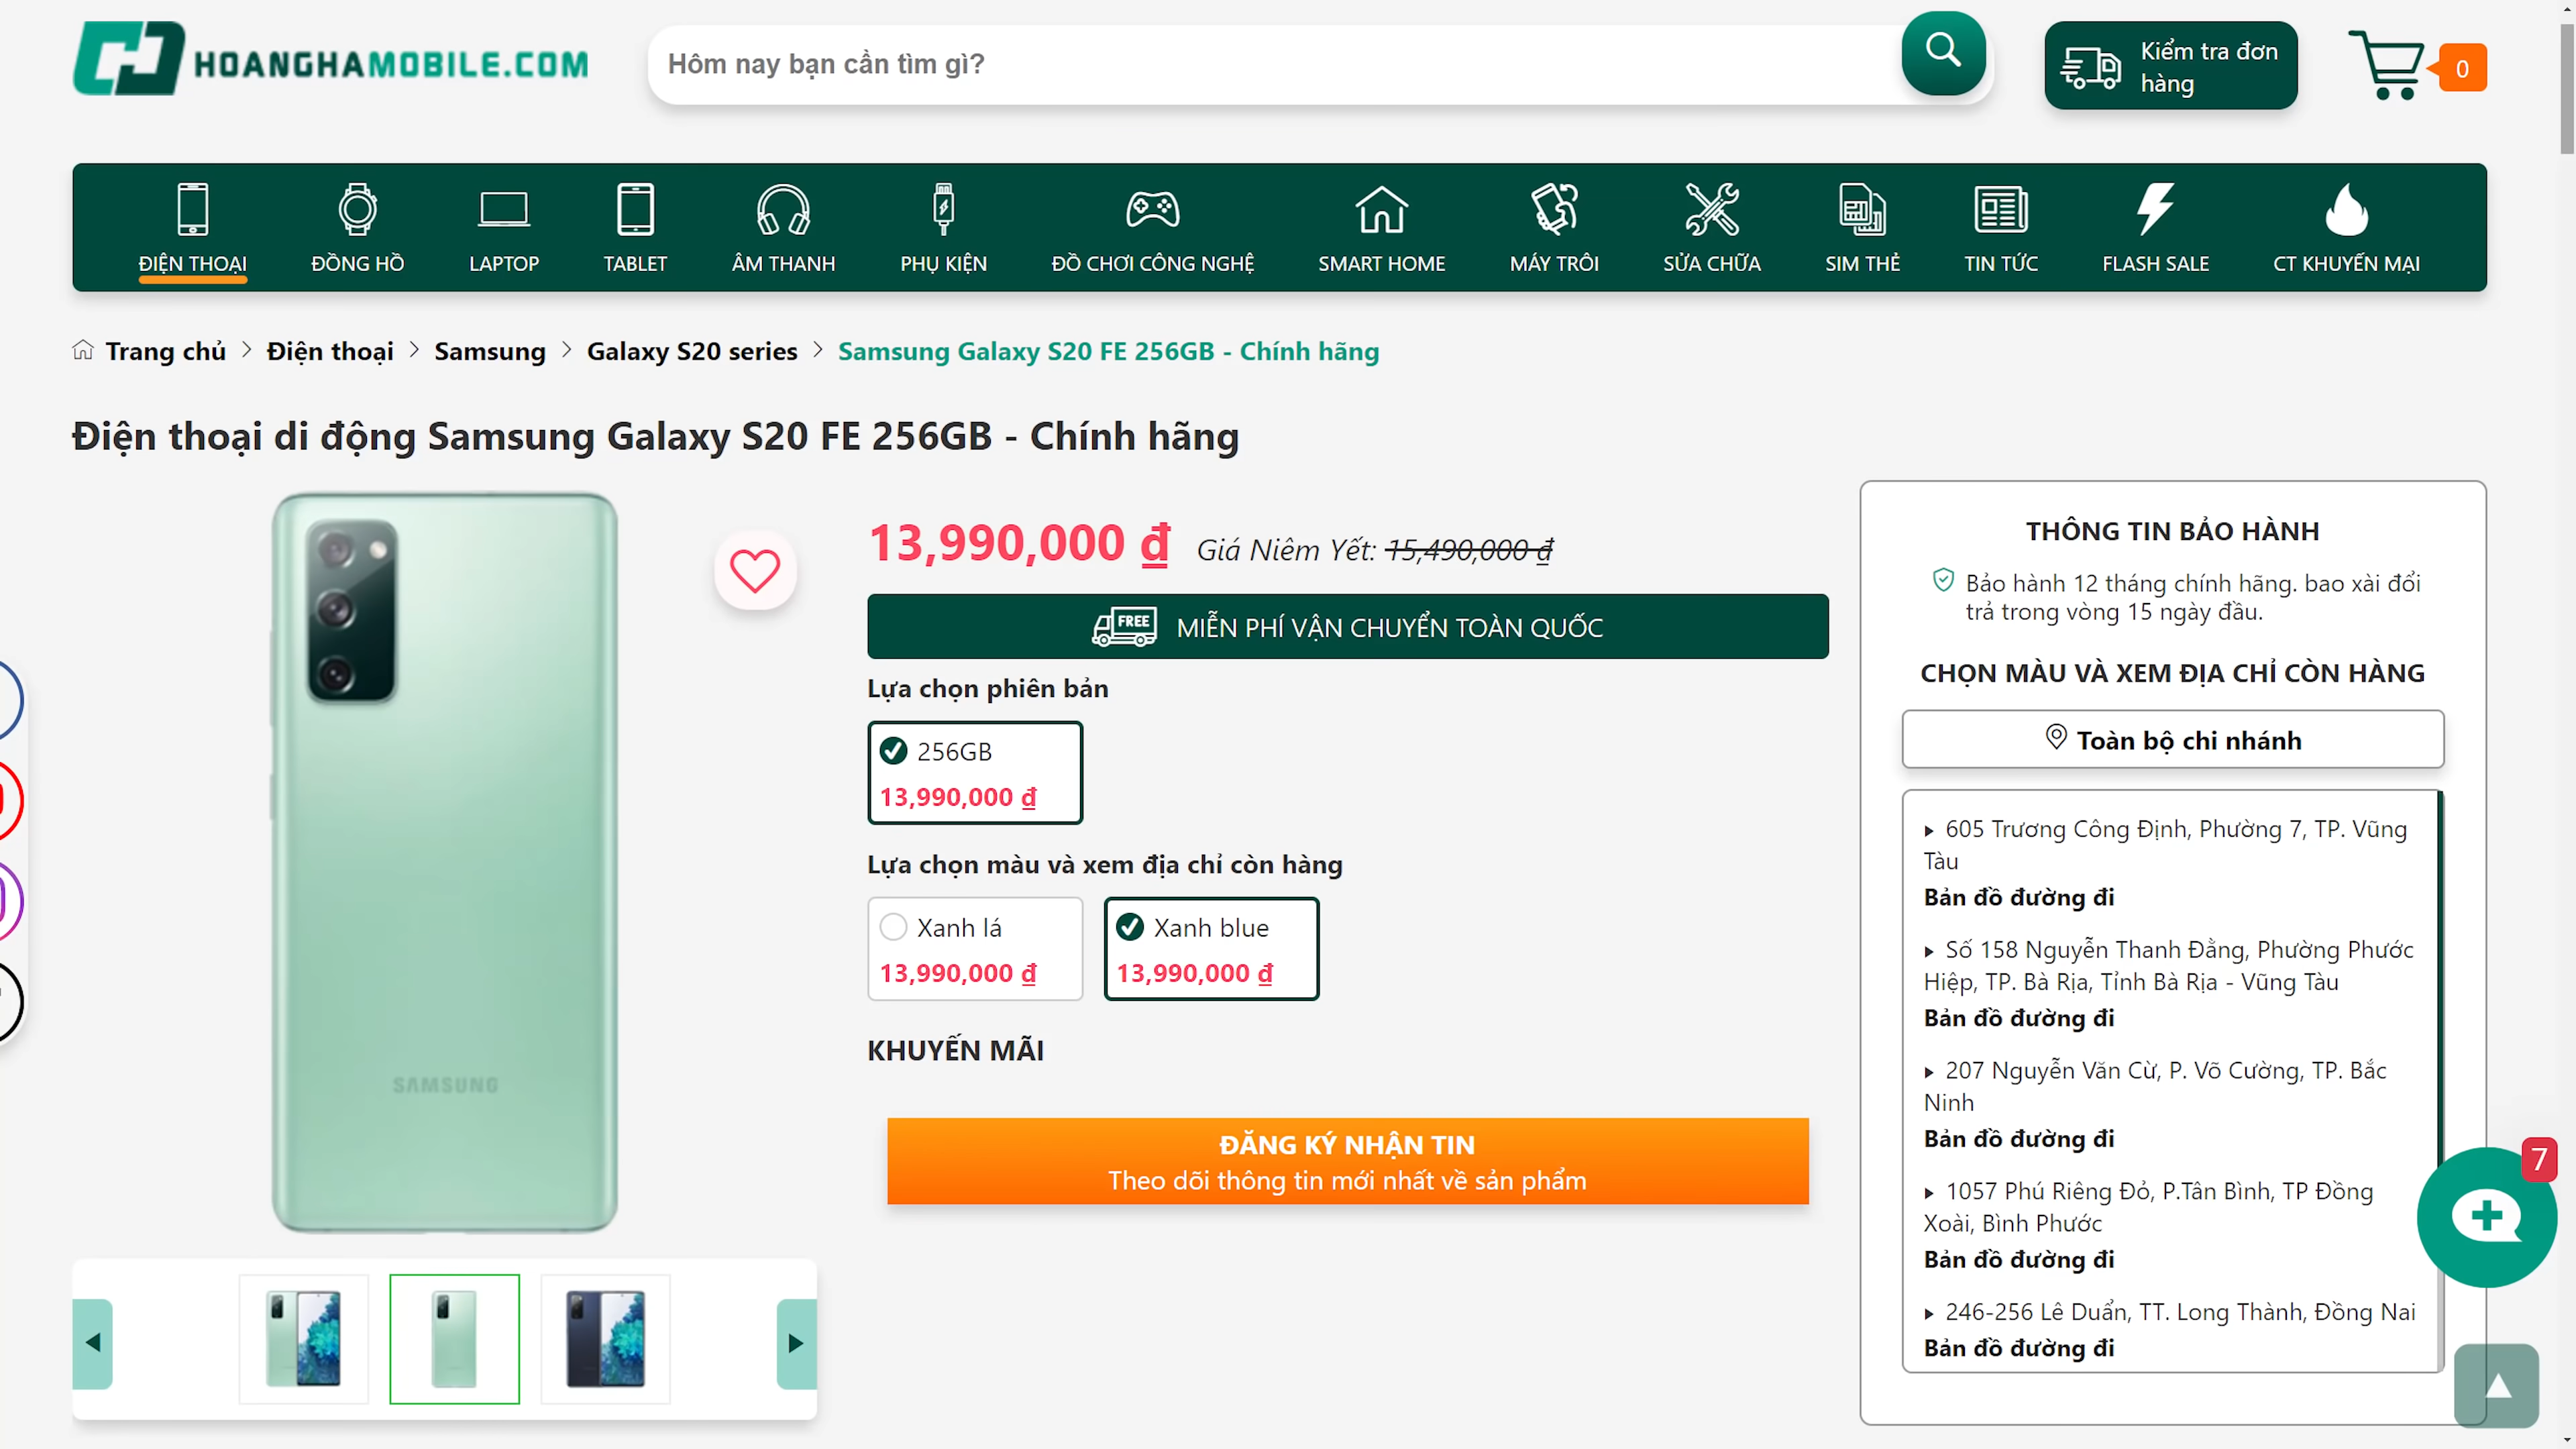 HOANGHAMOBILE.COM
Hôm nay bạn cần tìm gì?
Kiểm tra đơn
hàng
0
ĐIỆN THOẠI
ĐỒNG HỒ
LAPTOP
TABLET
ÂM THANH
PHỤ KIỆN
ĐỒ CHƠI CÔNG NGHỆ
SMART HOME
MÁY TRÔI
SỬA CHỮA
SIM THẺ
TIN TỨC
FLASH SALE
CT KHUYẾN MẠI
Trang chủ > Điện thoại > Samsung > Galaxy S20 series > Samsung Galaxy S20 FE 256GB - Chính hãng
Điện thoại di động Samsung Galaxy S20 FE 256GB - Chính hãng
SAMSUNG
13,990,000 ₫ Giá Niêm Yết: 15,490,000 ₫
FREE MIỄN PHÍ VẬN CHUYỂN TOÀN QUỐC
Lựa chọn phiên bản
256GB
13,990,000 ₫
Lựa chọn màu và xem địa chỉ còn hàng
Xanh lá
13,990,000 ₫
Xanh blue
13,990,000 ₫
KHUYẾN MÃI
ĐĂNG KÝ NHẬN TIN
Theo dõi thông tin mới nhất về sản phẩm
THÔNG TIN BẢO HÀNH
Bảo hành 12 tháng chính hãng. bao xài đổi
trả trong vòng 15 ngày đầu.
CHỌN MÀU VÀ XEM ĐỊA CHỈ CÒN HÀNG
Toàn bộ chi nhánh
605 Trương Công Định, Phường 7, TP. Vũng
Tàu
Bản đồ đường đi
Số 158 Nguyễn Thanh Đằng, Phường Phước
Hiệp, TP. Bà Rịa, Tỉnh Bà Rịa - Vũng Tàu
Bản đồ đường đi
207 Nguyễn Văn Cừ, P. Võ Cường, TP. Bắc
Ninh
Bản đồ đường đi
1057 Phú Riêng Đỏ, P.Tân Bình, TP Đồng
Xoài, Bình Phước
Bản đồ đường đi
246-256 Lê Duẩn, TT. Long Thành, Đồng Nai
Bản đồ đường đi
7